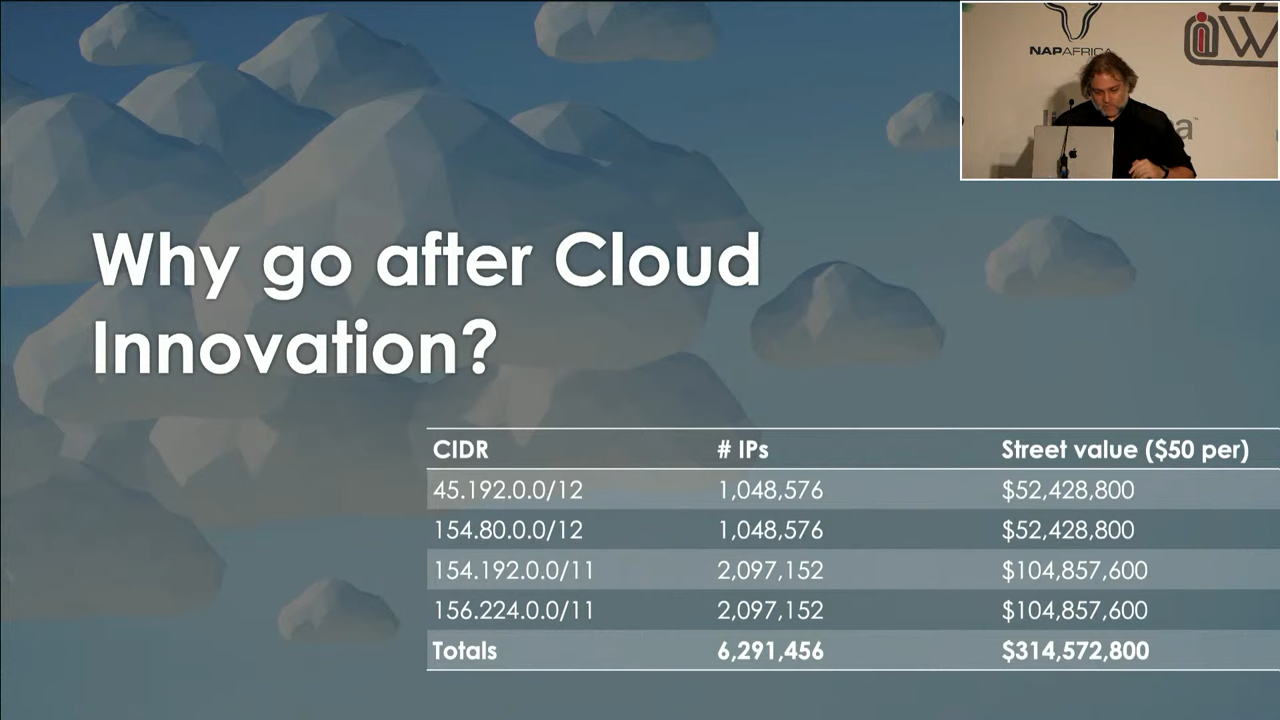 Why go after Cloud
Innovation?
CIDR # IPs Street value ($50 per)
45.192.0.0/12 1,048,576 $52,428,800
154.80.0.0/12 1,048,576 $52,428,800
154.192.0.0/11 2,097,152 $104,857,600
156.224.0.0/11 2,097,152 $104,857,600
Totals 6,291,456 $314,572,800
NAPAFRICA
iW